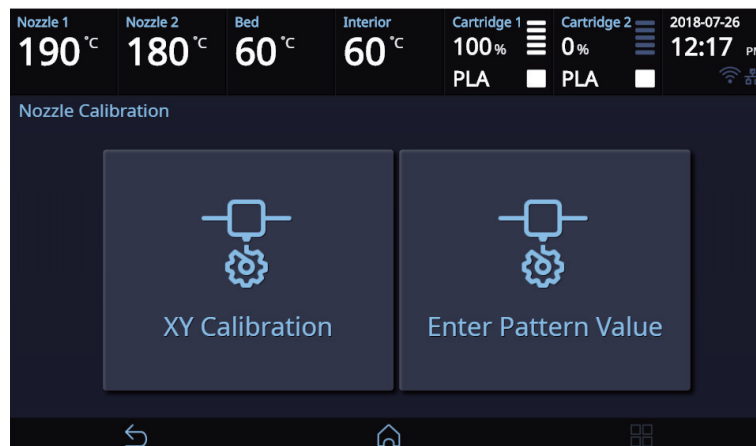 Nozzle 1
190 °C
Nozzle 2
180 °C
Bed
60 °C
Interior
60 °C
Cartridge 1
100 %
PLA
Cartridge 2
0 %
PLA
2018-07-26
12:17
Nozzle Calibration
XY Calibration
Enter Pattern Value